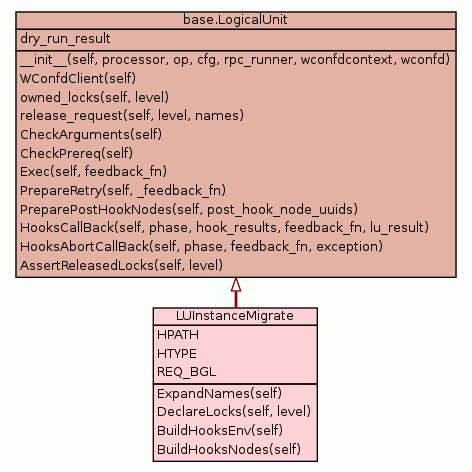 base.LogicalUnit
dry_run_result
__init__(self, processor, op, cfg, rpc_runner, wconfdcontext, wconfd)
WConfdClient(self)
owned_locks(self, level)
release_request(self, level, names)
CheckArguments(self)
CheckPrereq(self)
Exec(self, feedback_fn)
PrepareRetry(self, _feedback_fn)
PreparePostHookNodes(self, post_hook_node_uuids)
HooksCallBack(self, phase, hook_results, feedback_fn, lu_result)
HooksAbortCallBack(self, phase, feedback_fn, exception)
AssertReleasedLocks(self, level)
LUInstanceMigrate
HPATH
HTYPE
REQ_BGL
ExpandNames(self)
DeclareLocks(self, level)
BuildHooksEnv(self)
BuildHooksNodes(self)